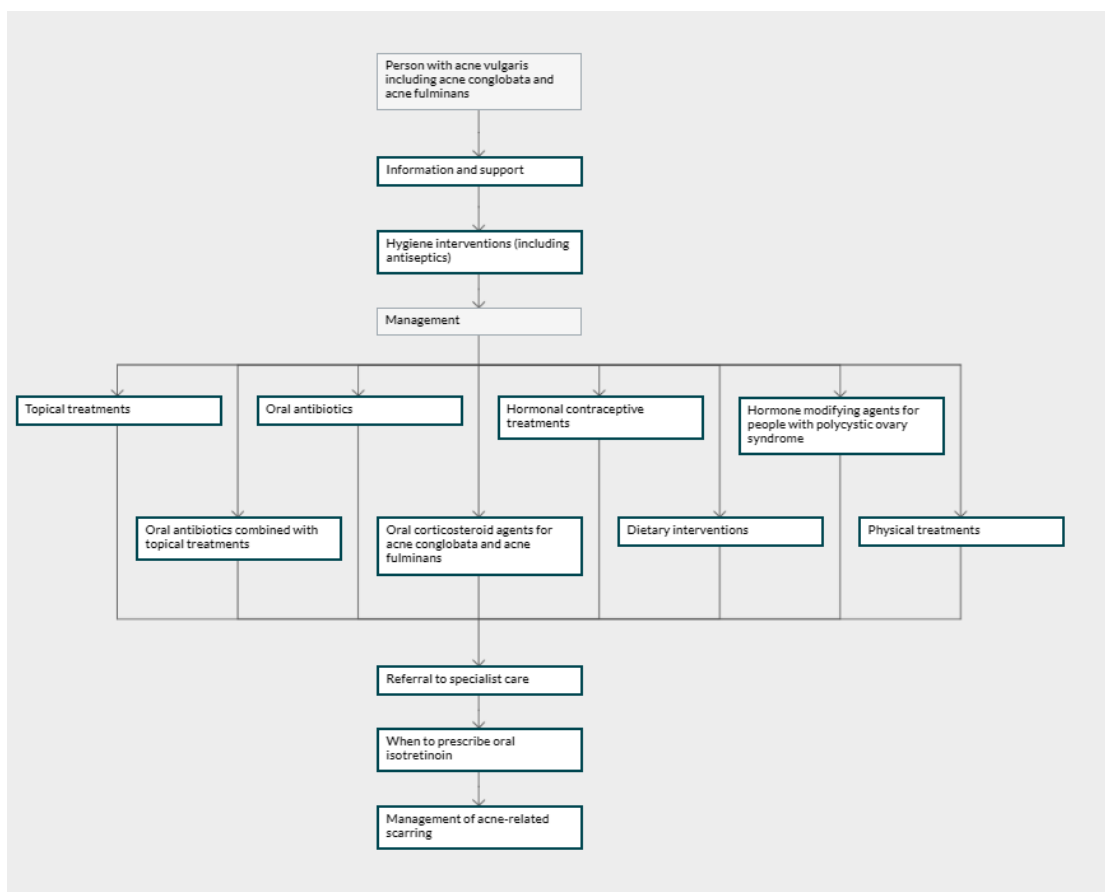 Person with acne vulgaris
including acne conglobata and
acne fulminans
Information and support
Hygiene interventions (including
antiseptics)
Management
Topical treatments
Oral antibiotics
Hormonal contraceptive
treatments
Hormone modifying agents for
people with polycystic ovary
syndrome
Oral antibiotics combined with
topical treatments
Oral corticosteroid agents for
acne conglobata and acne
fulminans
Dietary interventions
Physical treatments
Referral to specialist care
When to prescribe oral
isotretinoin
Management of acne-related
scarring